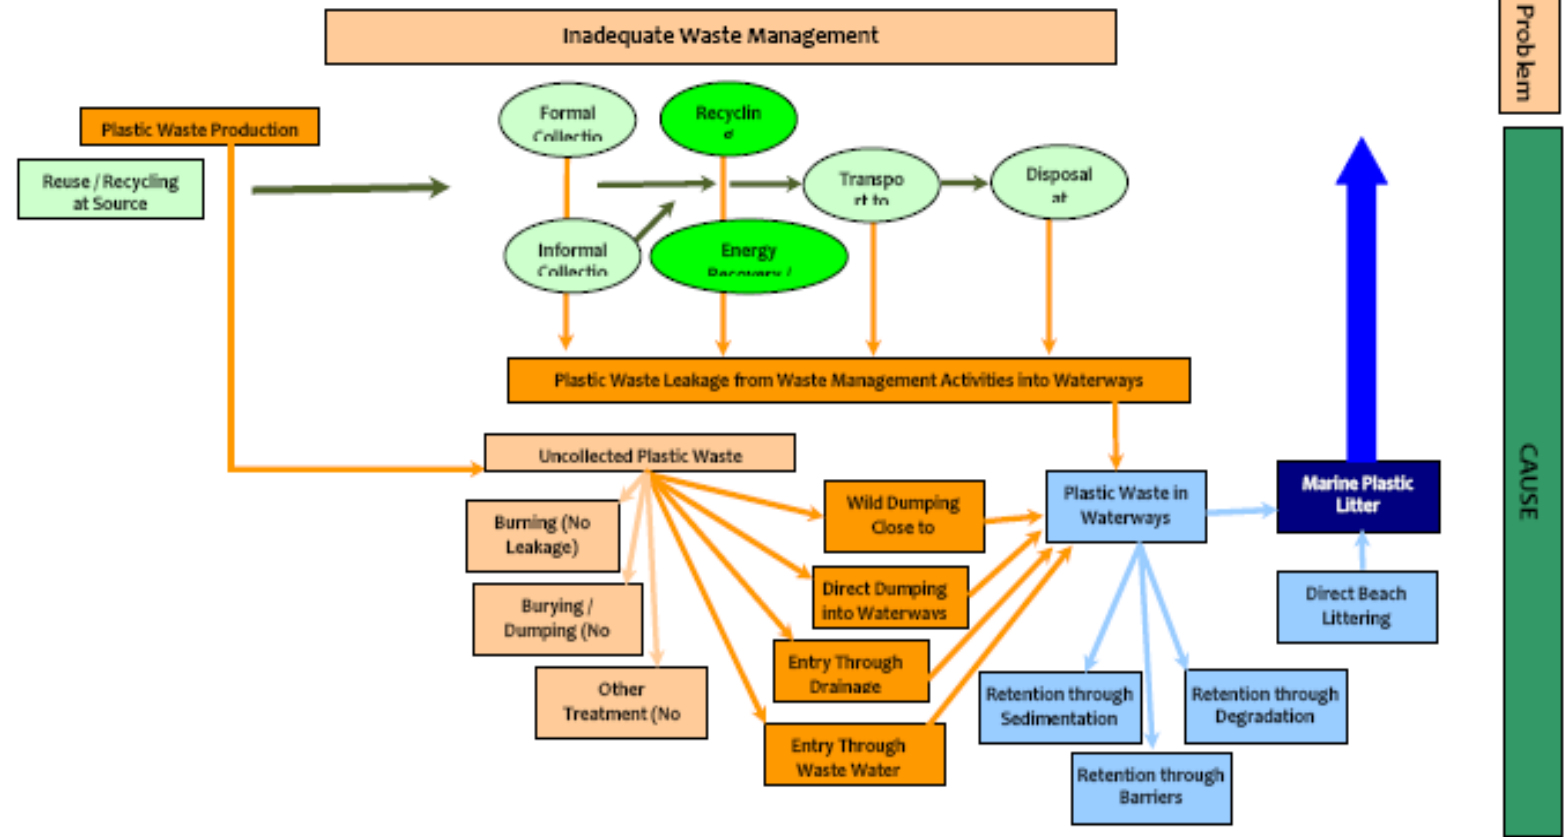 Inadequate Waste Management
Problem
Plastic Waste Production
Reuse / Recycling
at Source
Formal
Collectio
Recyclin
g
Transpo
rt to
Disposal
at
Informal
Collectio
Energy
Recovery /
Plastic Waste Leakage from Waste Management Activities into Waterways
CAUSE
Uncollected Plastic Waste
Burning (No
Leakage)
Burying /
Dumping (No
Other
Treatment (No
Wild Dumping
Close to
Direct Dumping
into Waterways
Entry Through
Drainage
Entry Through
Waste Water
Plastic Waste in
Waterways
Marine Plastic
Litter
Direct Beach
Littering
Retention through
Sedimentation
Retention through
Degradation
Retention through
Barriers